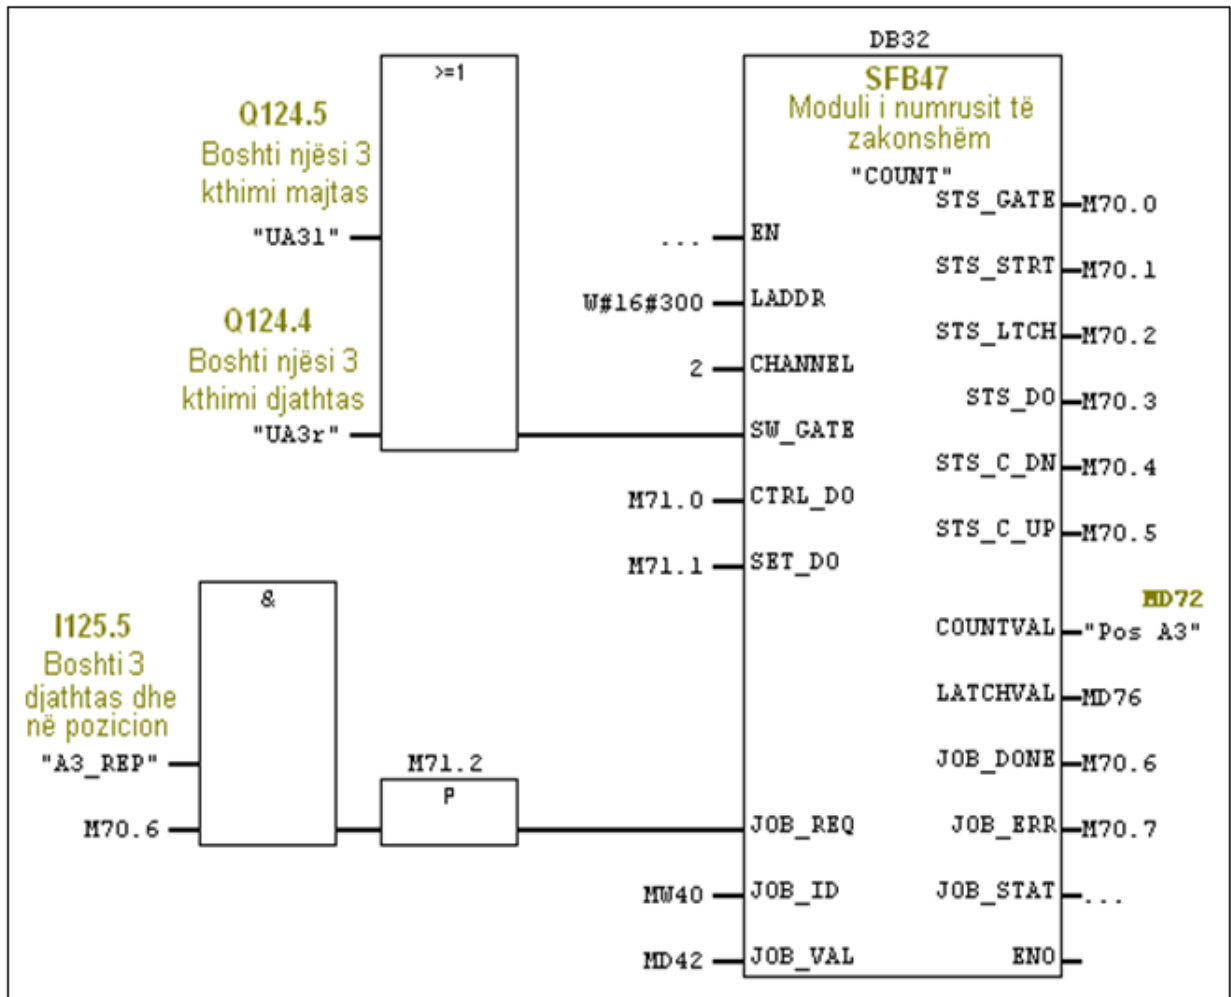 >=1
Q124.5
Boshti njësi 3
kthimi majtas
"UA3l"
Q124.4
Boshti njësi 3
kthimi djathtas
"UA3r"
DB32
SFB47
Moduli i numrusit të
zakonshëm
"COUNT"
... EN
W#16#300 LADDR
2 CHANNEL
SW_GATE
M71.0 CTRL_DO
M71.1 SET_DO
STS_GATE M70.0
STS_STRT M70.1
STS_LTCH M70.2
STS_DO M70.3
STS_C_DN M70.4
STS_C_UP M70.5
MD72
COUNTVAL "Pos A3"
LATCHVAL MD76
JOB_DONE M70.6
JOB_ERR M70.7
JOB_STAT ...
ENO
&
I125.5
Boshti 3
djathtas dhe
në pozicion
"A3_REP"
M70.6
M71.2
P
JOB_REQ
MW40 JOB_ID
MD42 JOB_VAL